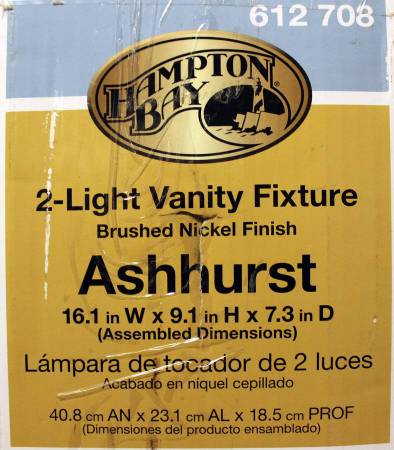 612 708
HAMPTON
BAY
®
2-Light Vanity Fixture
Brushed Nickel Finish
Ashhurst
16.1 in W x 9.1 in H x 7.3 in D
(Assembled Dimensions)
Lámpara de tocador de 2 luces
Acabado en níquel cepillado
40.8 cm AN x 23.1 cm AL x 18.5 cm PROF
(Dimensiones del producto ensamblado)